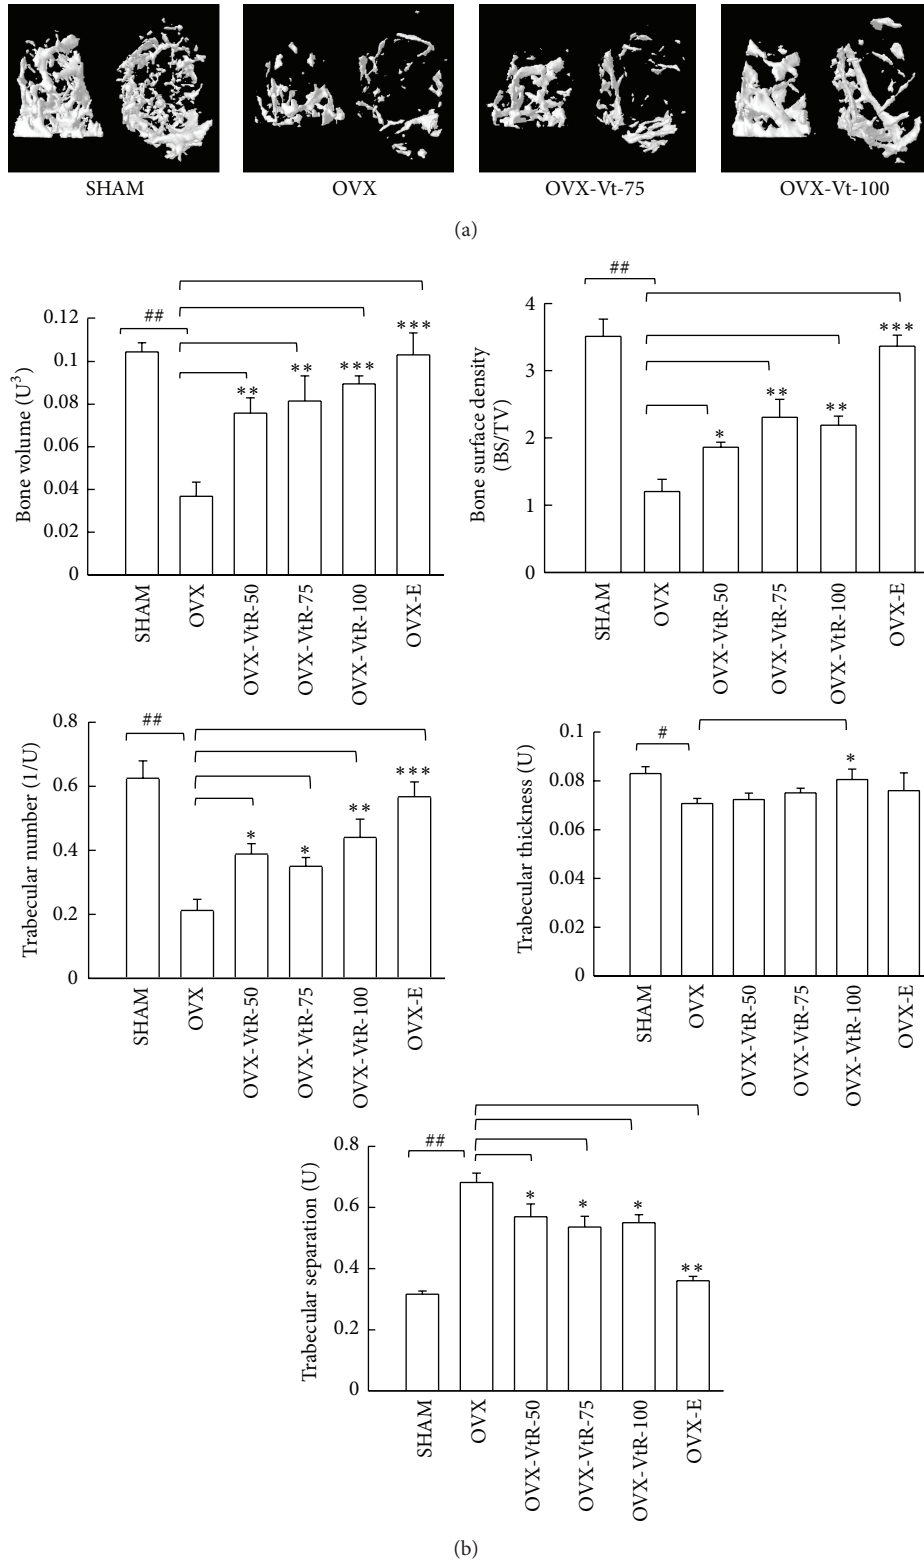 SHAM OVX OVX-Vt-75 OVX-Vt-100
(a)
Bone volume (U³)
0.12
0.1
0.08
0.06
0.04
0.02
0
##
**
**
***
***
SHAM
OVX
OVX-VtR-50
OVX-VtR-75
OVX-VtR-100
OVX-E
Bone surface density
(BS/TV)
4
3
2
1
0
##
*
**
**
***
SHAM
OVX
OVX-VtR-50
OVX-VtR-75
OVX-VtR-100
OVX-E
Trabecular number (1/U)
0.8
0.6
0.4
0.2
0
##
*
*
**
***
SHAM
OVX
OVX-VtR-50
OVX-VtR-75
OVX-VtR-100
OVX-E
Trabecular thickness (U)
0.1
0.08
0.06
0.04
0.02
0
#
*
SHAM
OVX
OVX-VtR-50
OVX-VtR-75
OVX-VtR-100
OVX-E
Trabecular separation (U)
0.8
0.6
0.4
0.2
0
##
*
*
*
**
SHAM
OVX
OVX-VtR-50
OVX-VtR-75
OVX-VtR-100
OVX-E
(b)